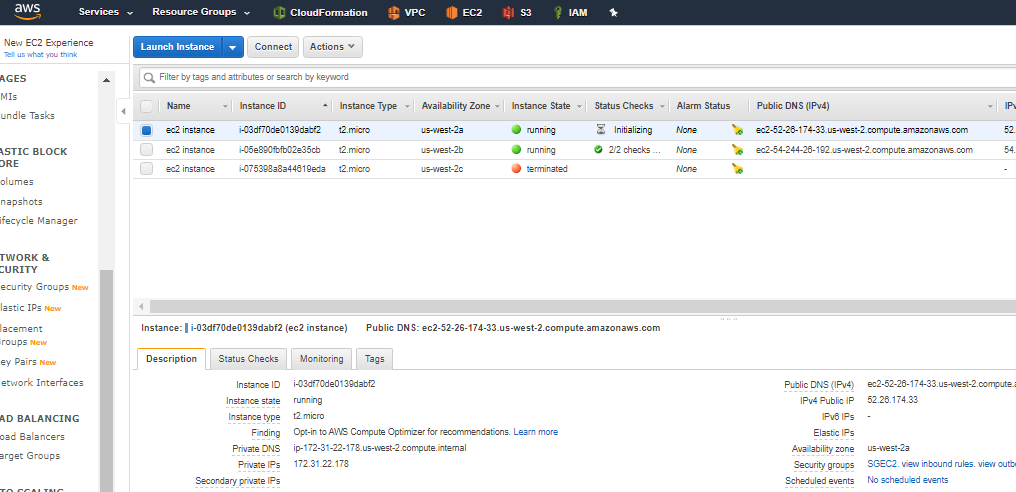 aws Services Resource Groups CloudFormation VPC EC2 S3 IAM
New EC2 Experience
Tell us what you think
Launch Instance Connect Actions
Filter by tags and attributes or search by keyword
AGES
MIs
undle Tasks
ASTIC BLOCK
ORE
olumes
napshots
ifecycle Manager
TWORK &
CURITY
ecurity Groups New
lastic IPs New
lacement
roups New
ey Pairs New
etwork Interfaces
AD BALANCING
oad Balancers
arget Groups
TO SCALING
Name Instance ID Instance Type Availability Zone Instance State Status Checks Alarm Status Public DNS (IPv4) IPv
ec2 instance i-03df70de0139dabf2 t2.micro us-west-2a running Initializing None ec2-52-26-174-33.us-west-2.compute.amazonaws.com 52.
ec2 instance i-05e890fbfb02e35cb t2.micro us-west-2b running 2/2 checks ... None ec2-54-244-26-192.us-west-2.compute.amazonaws.com 54.
ec2 instance i-075398a8a44619eda t2.micro us-west-2c terminated None -
Instance: i-03df70de0139dabf2 (ec2 instance) Public DNS: ec2-52-26-174-33.us-west-2.compute.amazonaws.com
Description Status Checks Monitoring Tags
Instance ID i-03df70de0139dabf2
Instance state running
Instance type t2.micro
Finding Opt-in to AWS Compute Optimizer for recommendations. Learn more
Private DNS ip-172-31-22-178.us-west-2.compute.internal
Private IPs 172.31.22.178
Secondary private IPs
Public DNS (IPv4) ec2-52-26-174-33.us-west-2.compute.a
IPv4 Public IP 52.26.174.33
IPv6 IPs -
Elastic IPs
Availability zone us-west-2a
Security groups SGEC2. view inbound rules. view outbo
Scheduled events No scheduled events